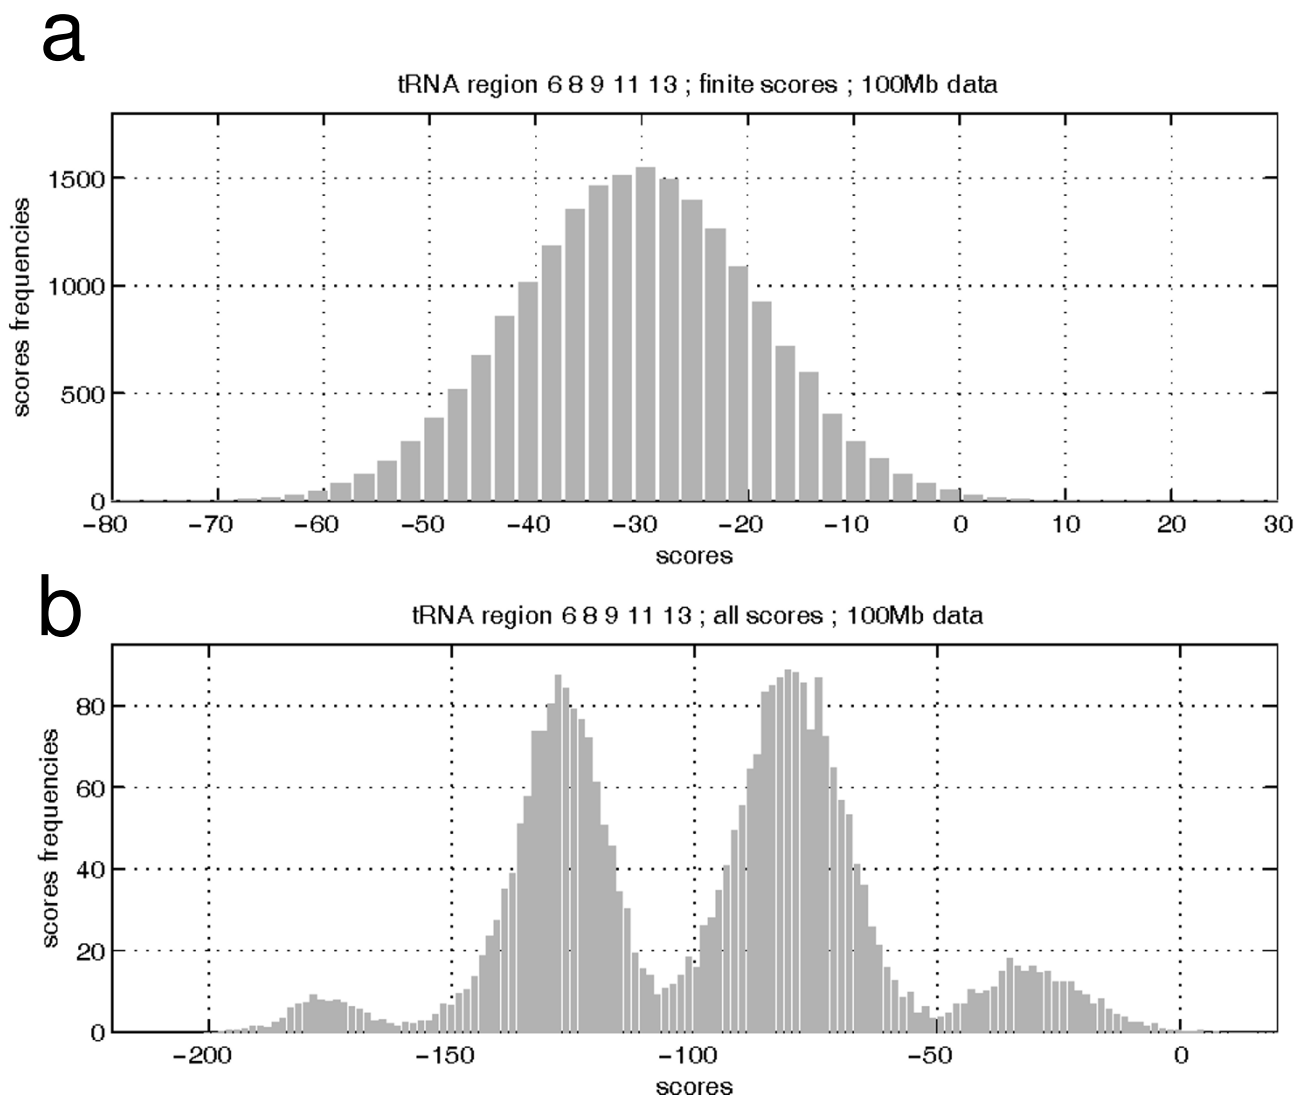 a
tRNA region 6 8 9 11 13 ; finite scores ; 100Mb data
scores frequencies
1500
1000
500
0
−80 −70 −60 −50 −40 −30 −20 −10 0 10 20 30
scores
b
tRNA region 6 8 9 11 13 ; all scores ; 100Mb data
scores frequencies
80
60
40
20
0
−200 −150 −100 −50 0
scores